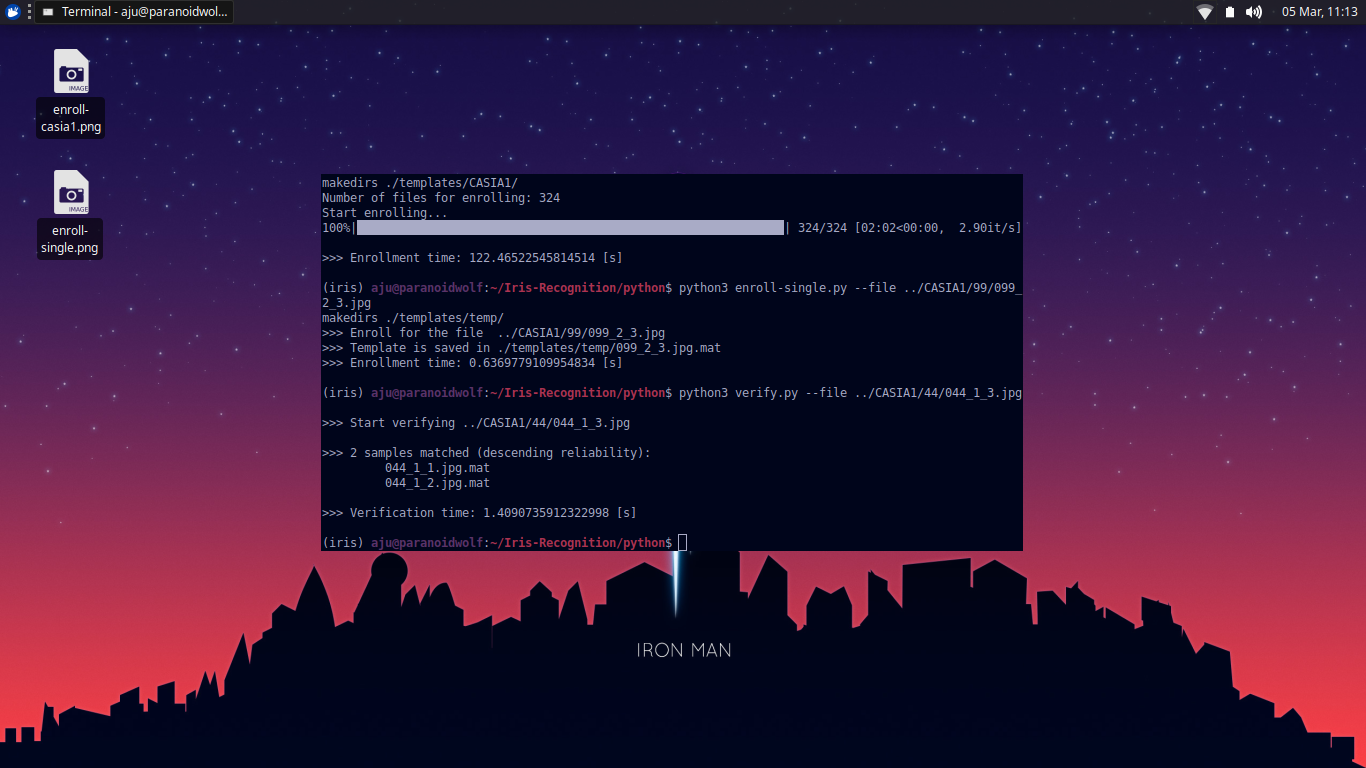 Terminal - aju@paranoidwol...
05 Mar, 11:13
IMAGE
enroll-
casia1.png
IMAGE
enroll-
single.png
makedirs ./templates/CASIA1/
Number of files for enrolling: 324
Start enrolling...
100%| | 324/324 [02:02<00:00,  2.90it/s]
>>> Enrollment time: 122.46522545814514 [s]
(iris) aju@paranoidwolf:~/Iris-Recognition/python$ python3 enroll-single.py --file ../CASIA1/99/099_
2_3.jpg
makedirs ./templates/temp/
>>> Enroll for the file  ../CASIA1/99/099_2_3.jpg
>>> Template is saved in ./templates/temp/099_2_3.jpg.mat
>>> Enrollment time: 0.6369779109954834 [s]
(iris) aju@paranoidwolf:~/Iris-Recognition/python$ python3 verify.py --file ../CASIA1/44/044_1_3.jpg
>>> Start verifying ../CASIA1/44/044_1_3.jpg
>>> 2 samples matched (descending reliability):
044_1_1.jpg.mat
044_1_2.jpg.mat
>>> Verification time: 1.4090735912322998 [s]
(iris) aju@paranoidwolf:~/Iris-Recognition/python$
IRON MAN